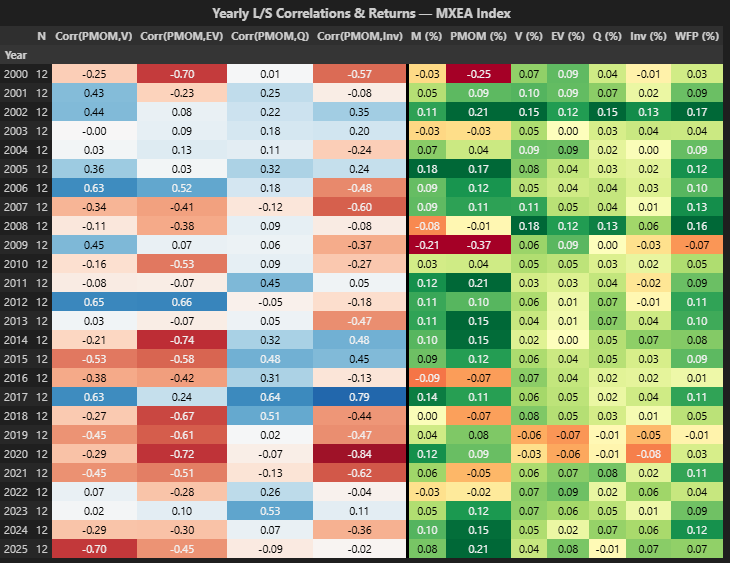 Yearly L/S Correlations & Returns — MXEA Index
N Corr(PMOM,V) Corr(PMOM,EV) Corr(PMOM,Q) Corr(PMOM,Inv) M (%) PMOM (%) V (%) EV (%) Q (%) Inv (%) WFP (%)
Year
2000 12 -0.25 -0.70 0.01 -0.57 -0.03 -0.25 0.07 0.09 0.04 -0.01 0.03
2001 12 0.43 -0.23 0.25 -0.08 0.05 0.09 0.10 0.09 0.07 0.02 0.09
2002 12 0.44 0.08 0.22 0.35 0.11 0.21 0.15 0.12 0.15 0.13 0.17
2003 12 -0.00 0.09 0.18 0.20 -0.03 -0.03 0.05 0.00 0.03 0.04 0.04
2004 12 0.03 0.13 0.11 -0.24 0.07 0.04 0.09 0.09 0.02 0.00 0.09
2005 12 0.36 0.03 0.32 0.24 0.18 0.17 0.08 0.04 0.03 0.02 0.12
2006 12 0.63 0.52 0.18 -0.48 0.09 0.12 0.05 0.04 0.04 0.03 0.10
2007 12 -0.34 -0.41 -0.12 -0.60 0.09 0.11 0.11 0.05 0.04 0.01 0.13
2008 12 -0.11 -0.38 0.09 -0.08 -0.08 -0.01 0.18 0.12 0.13 0.06 0.16
2009 12 0.45 0.07 0.06 -0.37 -0.21 -0.37 0.06 0.09 0.00 -0.03 -0.07
2010 12 -0.16 -0.53 0.09 -0.27 0.03 0.04 0.05 0.05 0.03 0.02 0.05
2011 12 -0.08 -0.07 0.45 0.05 0.12 0.21 0.03 0.03 0.04 -0.02 0.09
2012 12 0.65 0.66 -0.05 -0.18 0.11 0.10 0.06 0.01 0.07 -0.01 0.11
2013 12 0.03 -0.07 0.05 -0.47 0.11 0.15 0.04 0.01 0.07 0.04 0.10
2014 12 -0.21 -0.74 0.32 0.48 0.10 0.15 0.02 0.00 0.05 0.07 0.08
2015 12 -0.53 -0.58 0.48 0.45 0.09 0.12 0.06 0.04 0.05 0.03 0.09
2016 12 -0.38 -0.42 0.31 -0.13 -0.09 -0.07 0.07 0.04 0.02 0.02 0.01
2017 12 0.63 0.24 0.64 0.79 0.14 0.11 0.06 0.05 0.02 0.04 0.11
2018 12 -0.27 -0.67 0.51 -0.44 0.00 -0.07 0.08 0.05 0.03 0.01 0.05
2019 12 -0.45 -0.61 0.02 -0.47 0.04 0.08 -0.06 -0.07 -0.01 -0.05 -0.01
2020 12 -0.29 -0.72 -0.07 -0.84 0.12 0.09 -0.03 -0.06 -0.01 -0.08 0.03
2021 12 -0.45 -0.51 -0.13 -0.62 0.06 -0.05 0.06 0.07 0.08 0.02 0.11
2022 12 0.07 -0.28 0.26 -0.04 -0.03 -0.02 0.07 0.09 0.02 0.06 0.04
2023 12 0.02 0.10 0.53 0.11 0.05 0.12 0.07 0.06 0.05 0.01 0.09
2024 12 -0.29 -0.30 0.07 -0.36 0.10 0.15 0.05 0.02 0.07 0.06 0.12
2025 12 -0.70 -0.45 -0.09 -0.02 0.08 0.21 0.04 0.08 -0.01 0.07 0.07